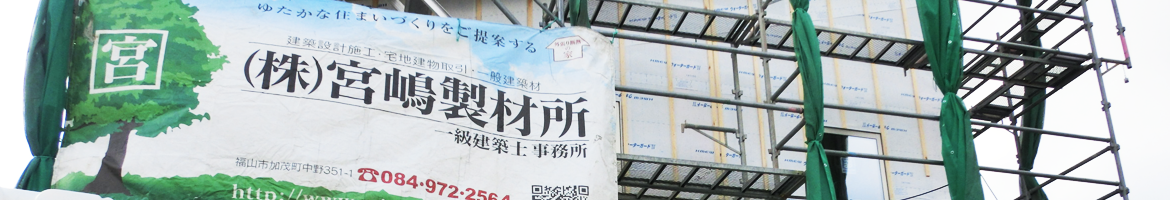 ゆたかな住まいづくりをご提案する
宮
建築設計施工・宅地建物取引・一般建築材
(株)宮嶋製材所
一級建築士事務所
福山市加茂町中野351-1
☎084-972-2564